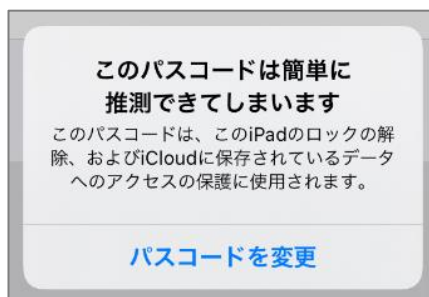 このパスコードは簡単に
推測できてしまいます
このパスコードは、このiPadのロックの解
除、およびiCloudに保存されているデータ
へのアクセスの保護に使用されます。
パスコードを変更